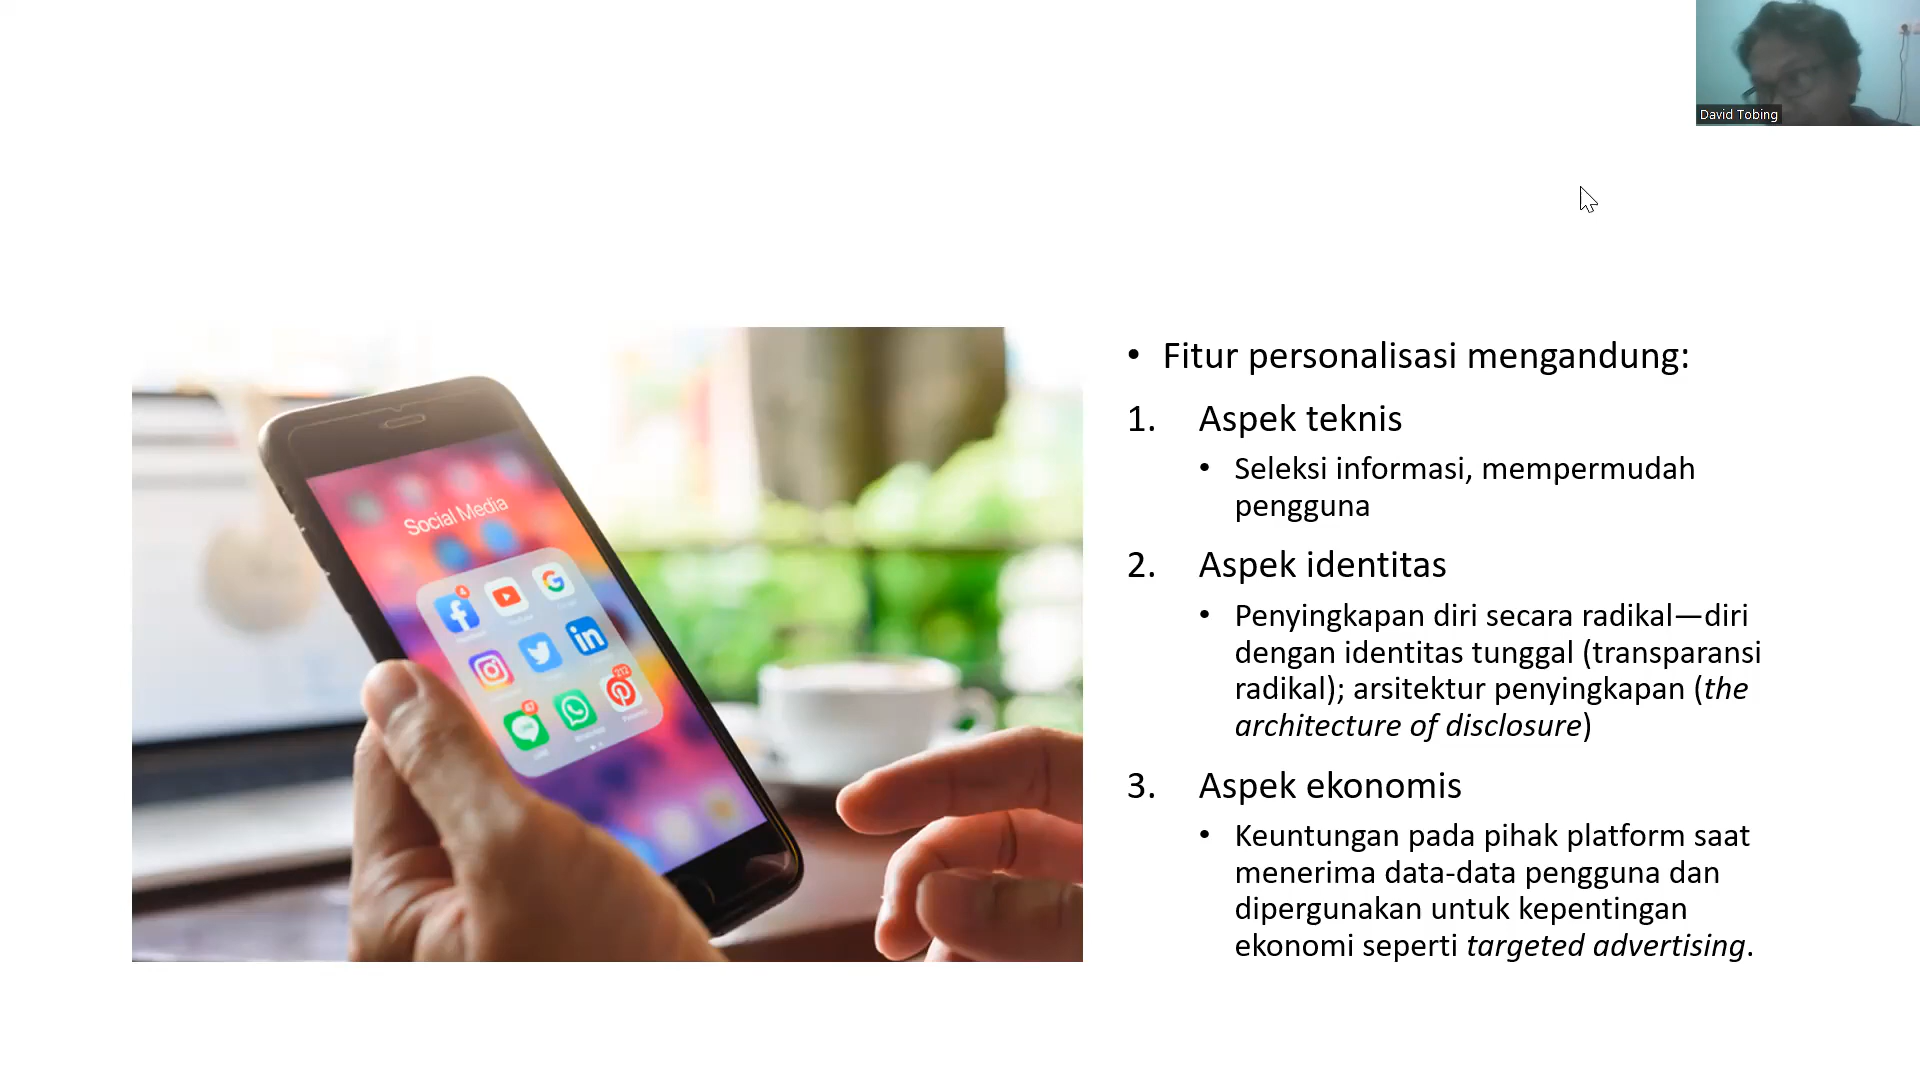 David Tobing
• Fitur personalisasi mengandung:
1. Aspek teknis
• Seleksi informasi, mempermudah
pengguna
2. Aspek identitas
• Penyingkapan diri secara radikal—diri
dengan identitas tunggal (transparansi
radikal); arsitektur penyingkapan (the
architecture of disclosure)
3. Aspek ekonomis
• Keuntungan pada pihak platform saat
menerima data-data pengguna dan
dipergunakan untuk kepentingan
ekonomi seperti targeted advertising.
Social Media